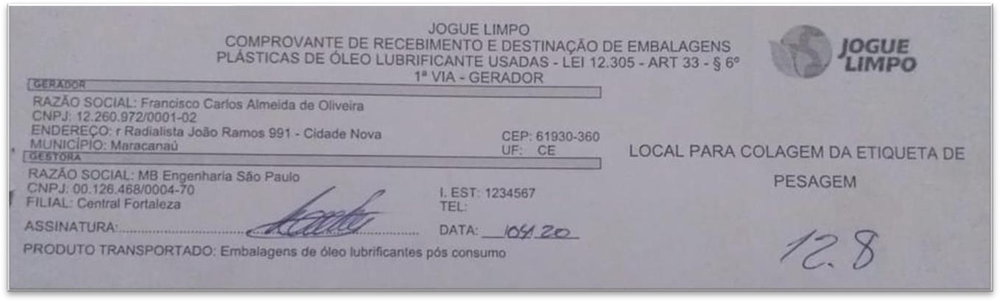 JOGUE LIMPO
COMPROVANTE DE RECEBIMENTO E DESTINAÇÃO DE EMBALAGENS
PLÁSTICAS DE ÓLEO LUBRIFICANTE USADAS - LEI 12.305 - ART 33 - § 6º
1ª VIA - GERADOR
JOGUE
LIMPO
GERADOR
RAZÃO SOCIAL: Francisco Carlos Almeida de Oliveira
CNPJ: 12.260.972/0001-02
ENDEREÇO: r Radialista João Ramos 991 - Cidade Nova CEP: 61930-360
MUNICÍPIO: Maracanaú UF: CE
GESTORA
RAZÃO SOCIAL: MB Engenharia São Paulo
CNPJ: 00.126.468/0004-70 I. EST: 1234567
FILIAL: Central Fortaleza TEL:
ASSINATURA: DATA:
PRODUTO TRANSPORTADO: Embalagens de óleo lubrificantes pós consumo
LOCAL PARA COLAGEM DA ETIQUETA DE
PESAGEM
12.8